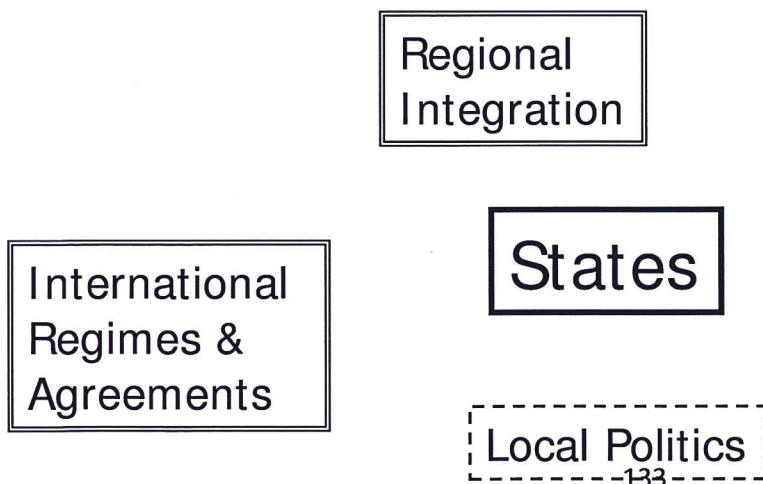 Regional
Integration
States
International
Regimes &
Agreements
Local Politics
133